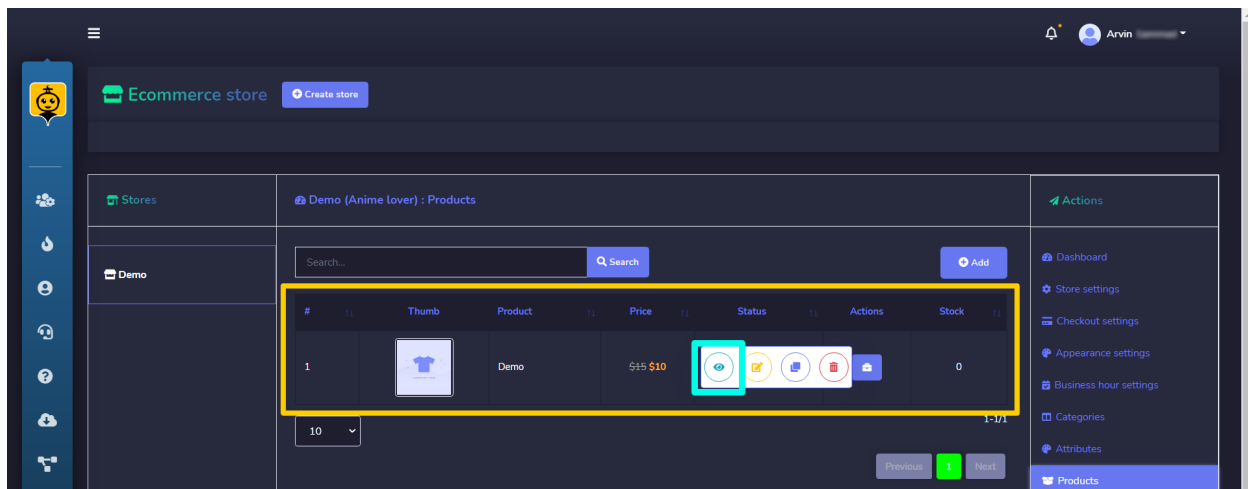 Arvin
Ecommerce store
Create store
Stores
Demo (Anime lover) : Products
Actions
Demo
Search...
Search
Add
# Thumb Product Price Status Actions Stock
1 Demo $15 $10 0
10
1-1/1
Previous 1 Next
Dashboard
Store settings
Checkout settings
Appearance settings
Business hour settings
Categories
Attributes
Products